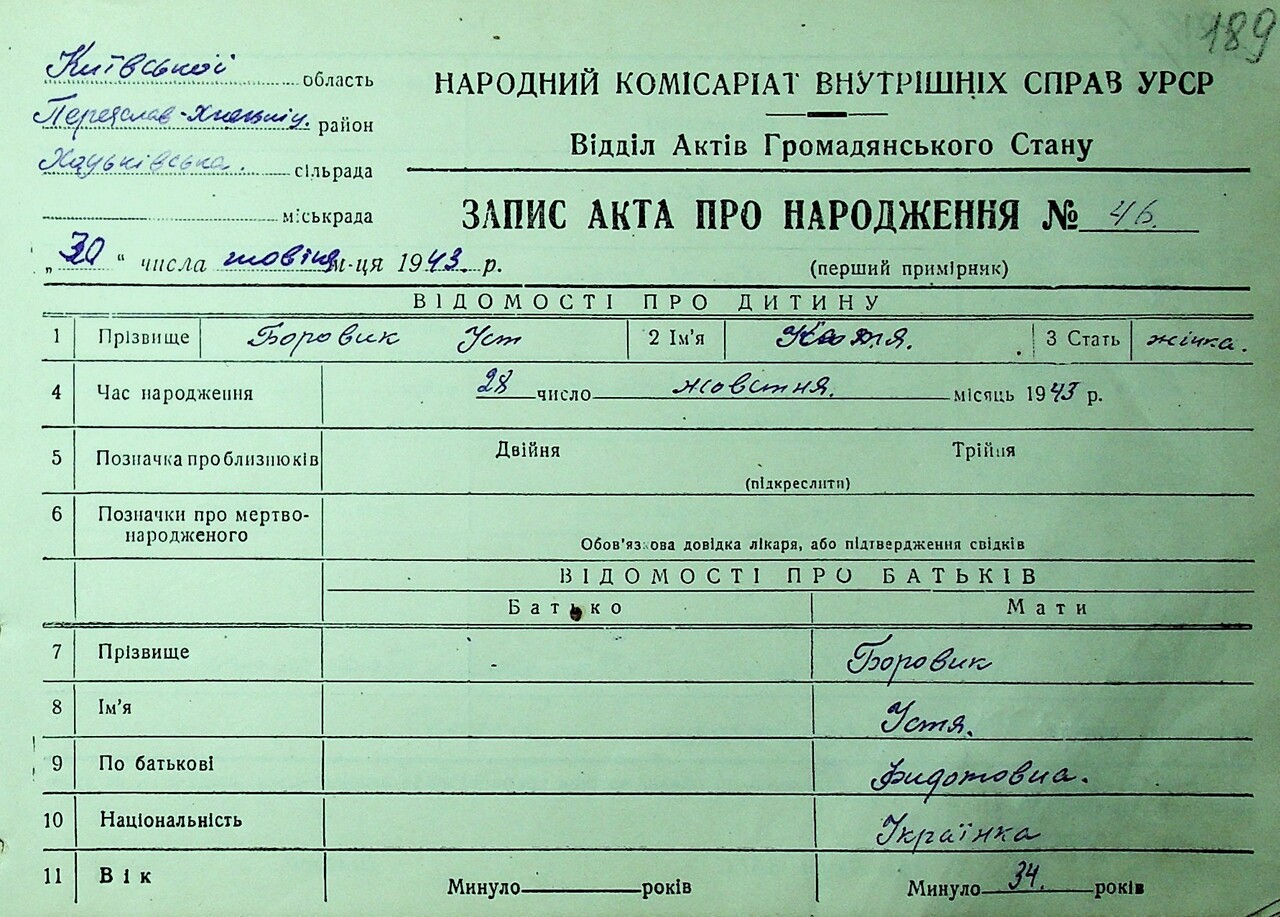 189
Київської область
Переяслав-Хмельниц. район
Хоцьківська. сільрада
міськрада
НАРОДНИЙ КОМІСАРІАТ ВНУТРІШНІХ СПРАВ УРСР
Відділ Актів Громадянського Стану
ЗАПИС АКТА ПРО НАРОДЖЕННЯ № 46.
(перший примірник)
„30“ числа жовтня м-ця 1943. р.
ВІДОМОСТІ ПРО ДИТИНУ
1 Прізвище Боровик Уст 2 Ім'я Катя. 3 Стать жінка.
4 Час народження 28 число жовтня. місяць 1943 р.
5 Позначка про близнюків Двійня Трійня
(підкреслити)
6 Позначки про мертво-
народженого
Обов'язкова довідка лікаря, або підтвердження свідків
ВІДОМОСТІ ПРО БАТЬКІВ
Батько Мати
7 Прізвище - Боровик
8 Ім'я Устя.
9 По батькові Фидотовна.
10 Національність Українка
11 Вік Минуло років Минуло 34. років